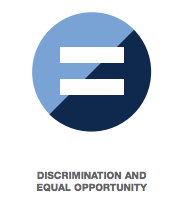 DISCRIMINATION AND
EQUAL OPPORTUNITY